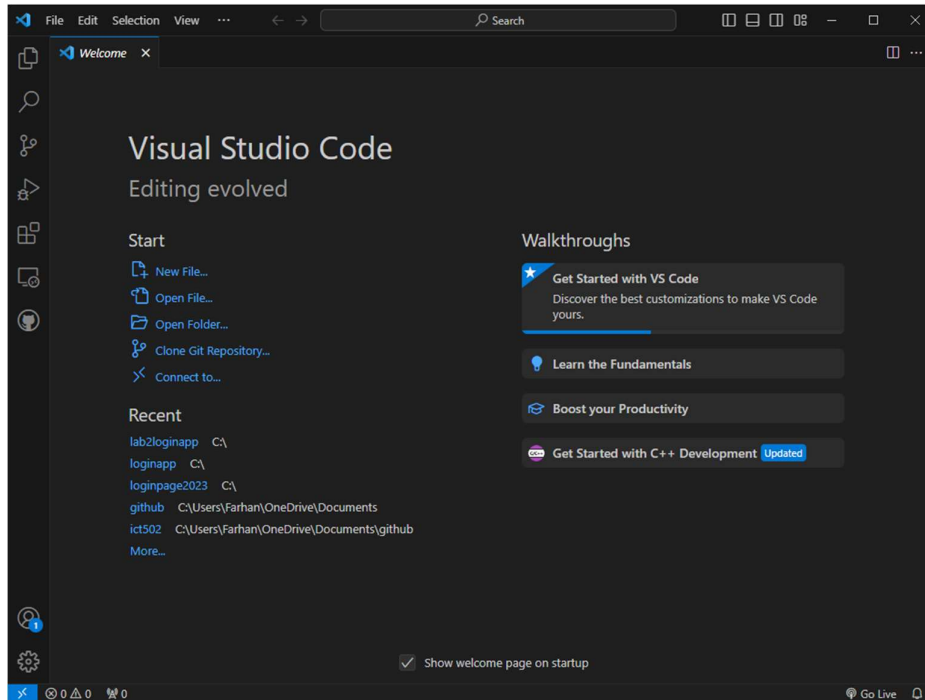 File Edit Selection View ··· Search
Welcome
Visual Studio Code
Editing evolved
Start
New File...
Open File...
Open Folder...
Clone Git Repository...
Connect to...
Recent
lab2loginapp C:\
loginapp C:\
loginpage2023 C:\
github C:\Users\Farhan\OneDrive\Documents
ict502 C:\Users\Farhan\OneDrive\Documents\github
More...
Walkthroughs
Get Started with VS Code
Discover the best customizations to make VS Code
yours.
Learn the Fundamentals
Boost your Productivity
C/C++ Get Started with C++ Development Updated
1
Show welcome page on startup
0 0 0 Go Live